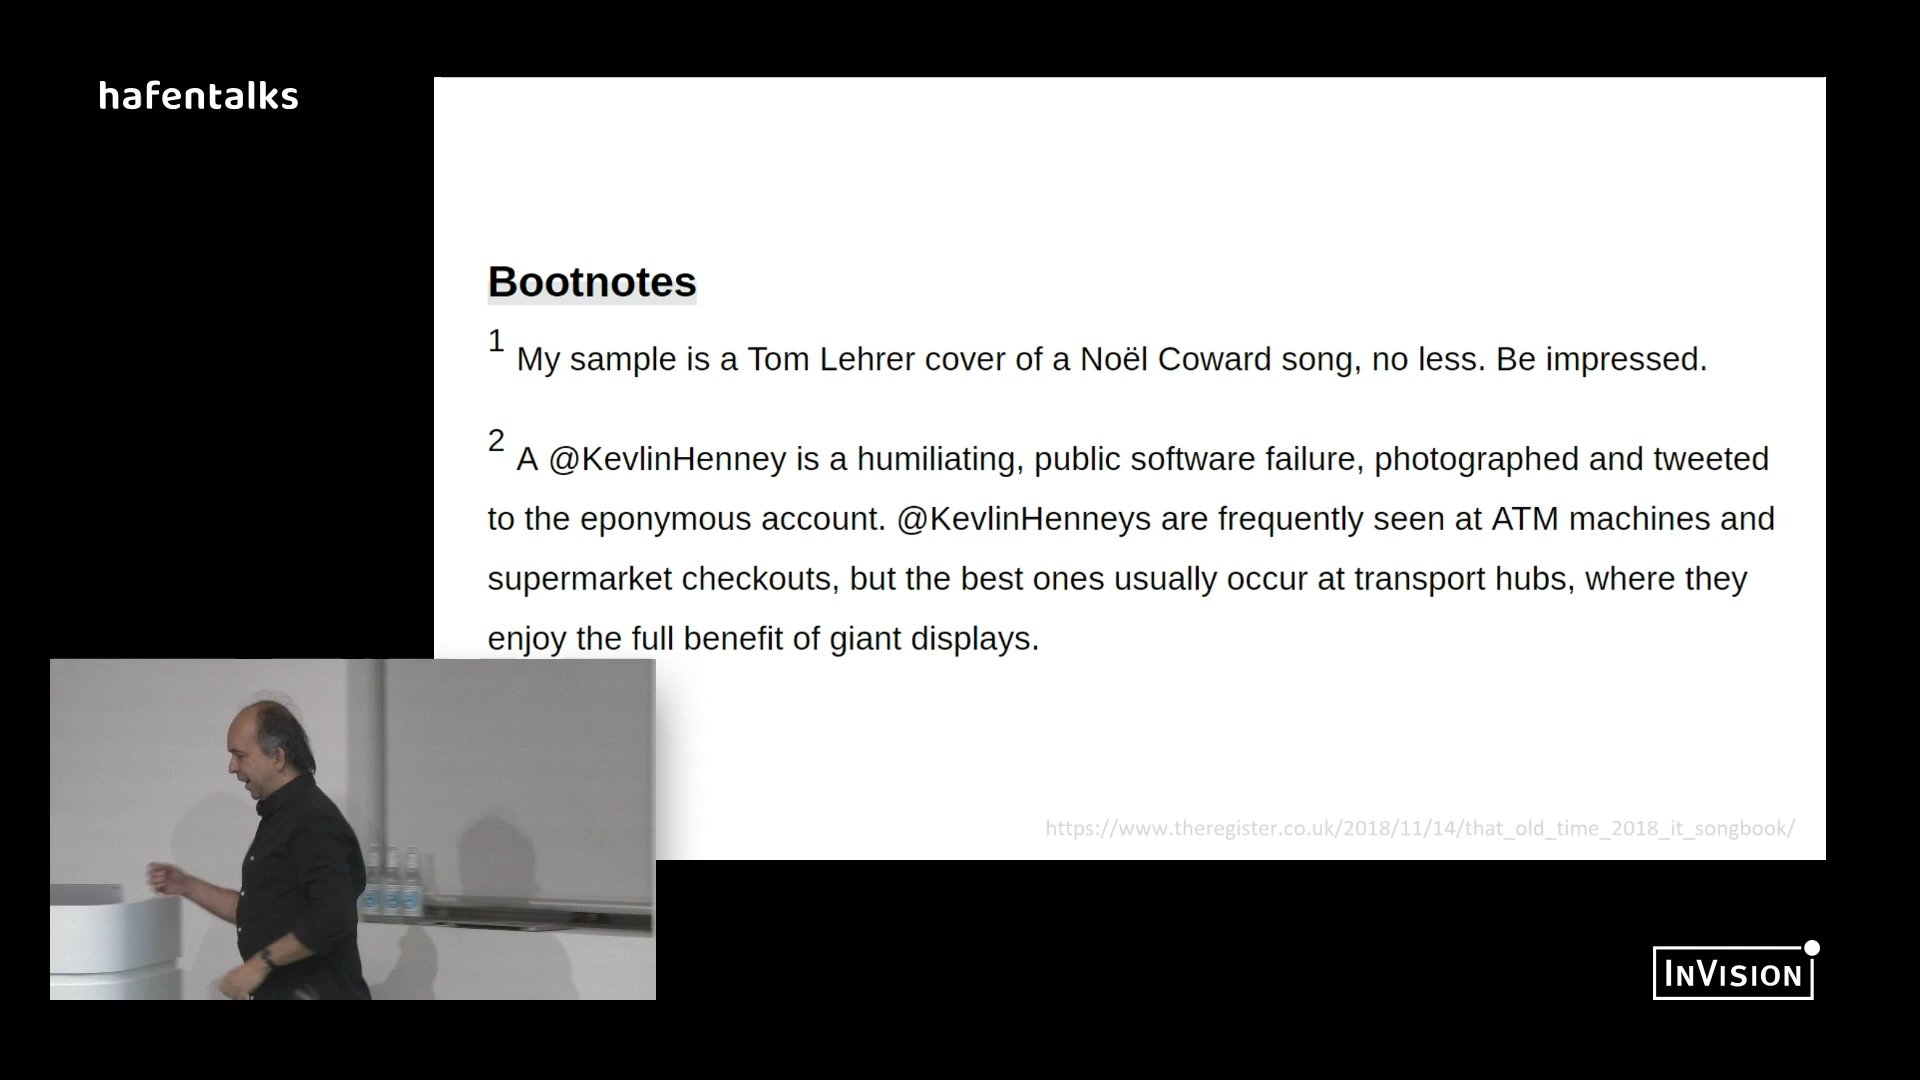 hafentalks
Bootnotes
1 My sample is a Tom Lehrer cover of a Noël Coward song, no less. Be impressed.
2 A @KevlinHenney is a humiliating, public software failure, photographed and tweeted
to the eponymous account. @KevlinHenneys are frequently seen at ATM machines and
supermarket checkouts, but the best ones usually occur at transport hubs, where they
enjoy the full benefit of giant displays.
https://www.theregister.co.uk/2018/11/14/that_old_time_2018_it_songbook/
INVISION